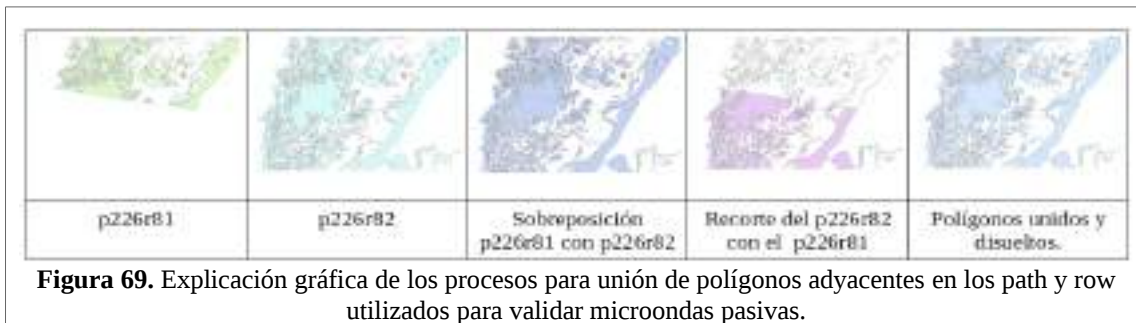 p226r81
p226r82
Sobreposición
p226r81 con p226r82
Recorte del p226r82
con el p226r81
Polígonos unidos y
disueltos.
Figura 69. Explicación gráfica de los procesos para unión de polígonos adyacentes en los path y row
utilizados para validar microondas pasivas.